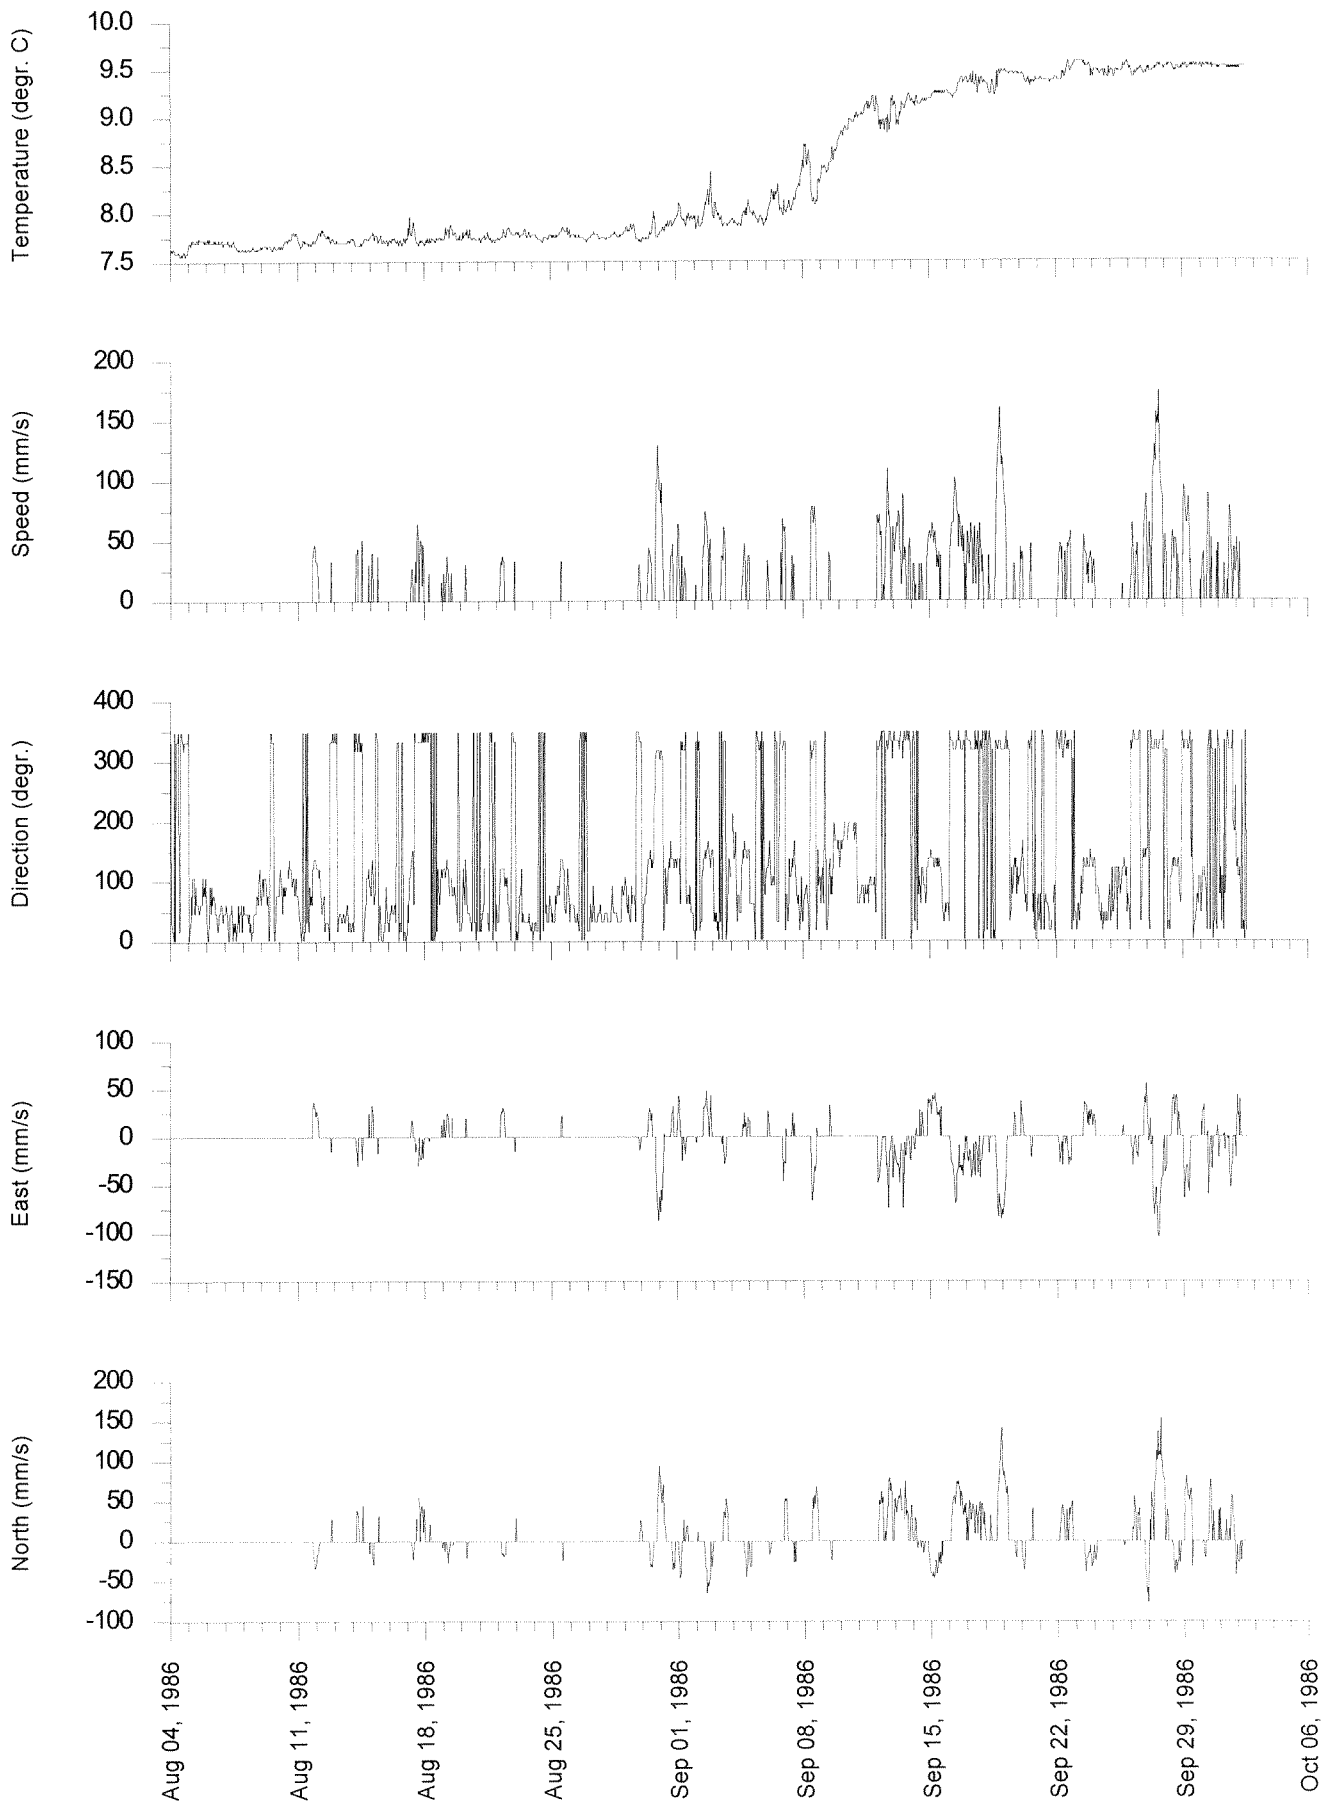 Temperature (degr. C)
10.0
9.5
9.0
8.5
8.0
7.5
Speed (mm/s)
200
150
100
50
0
Direction (degr.)
400
300
200
100
0
East (mm/s)
100
50
0
-50
-100
-150
North (mm/s)
200
150
100
50
0
-50
-100
Aug 04, 1986
Aug 11, 1986
Aug 18, 1986
Aug 25, 1986
Sep 01, 1986
Sep 08, 1986
Sep 15, 1986
Sep 22, 1986
Sep 29, 1986
Oct 06, 1986